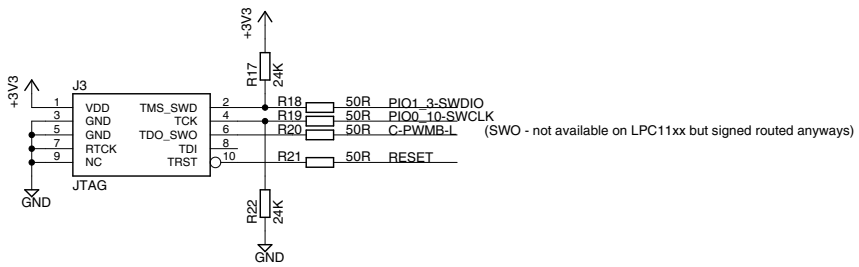 +3V3
R17
24K
+3V3
J3
1 VDD TMS_SWD 2 R18 50R PIO1_3-SWDIO
3 GND TCK 4 R19 50R PIO0_10-SWCLK
5 GND TDO_SWO 6 R20 50R C-PWMB-L (SWO - not available on LPC11xx but signed routed anyways)
7 RTCK TDI 8
9 NC TRST 10 R21 50R RESET
JTAG
GND
R22
24K
GND